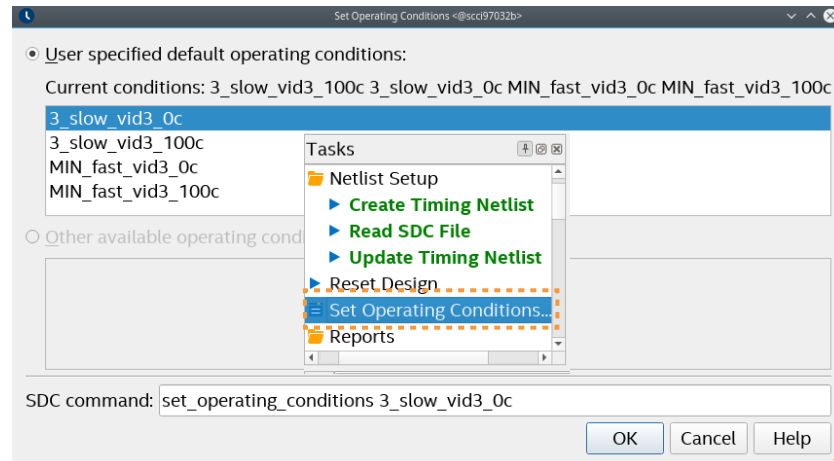 Set Operating Conditions <@scci97032b>
User specified default operating conditions:
Current conditions: 3_slow_vid3_100c 3_slow_vid3_0c MIN_fast_vid3_0c MIN_fast_vid3_100c
3_slow_vid3_0c
3_slow_vid3_100c
MIN_fast_vid3_0c
MIN_fast_vid3_100c
Tasks
Netlist Setup
Create Timing Netlist
Read SDC File
Update Timing Netlist
Reset Design
Set Operating Conditions...
Reports
Other available operating condi
SDC command: set_operating_conditions 3_slow_vid3_0c
OK Cancel Help